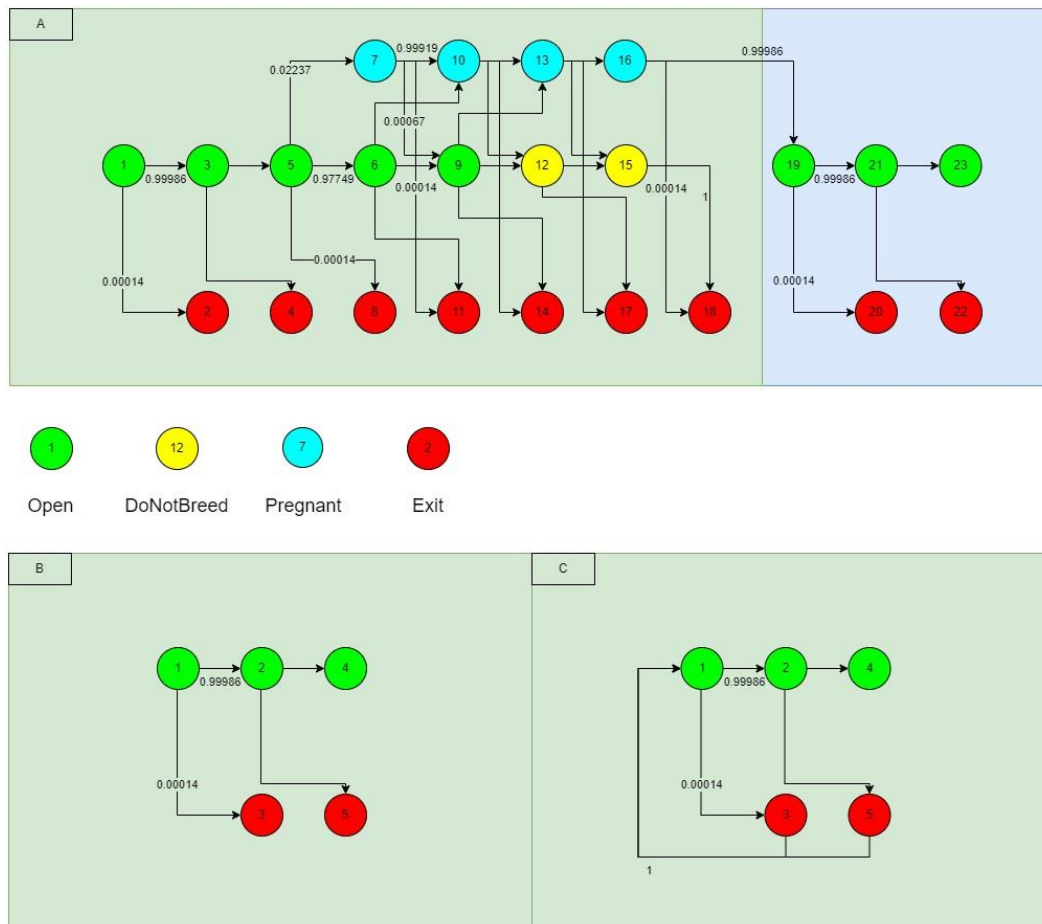 A
7 0.99919 10 13 16 0.99986
0.02237
0.00067
1 3 5 6 9 12 15 19 21 23
0.99986 0.97749 0.00014 0.00014 1 0.99986
0.00014 0.00014 0.00014
2 4 8 11 14 17 18 20 22
1 12 7 2
Open DoNotBreed Pregnant Exit
B
1 2 4
0.99986
0.00014
3 5
C
1 2 4
0.99986
0.00014
3 5
1